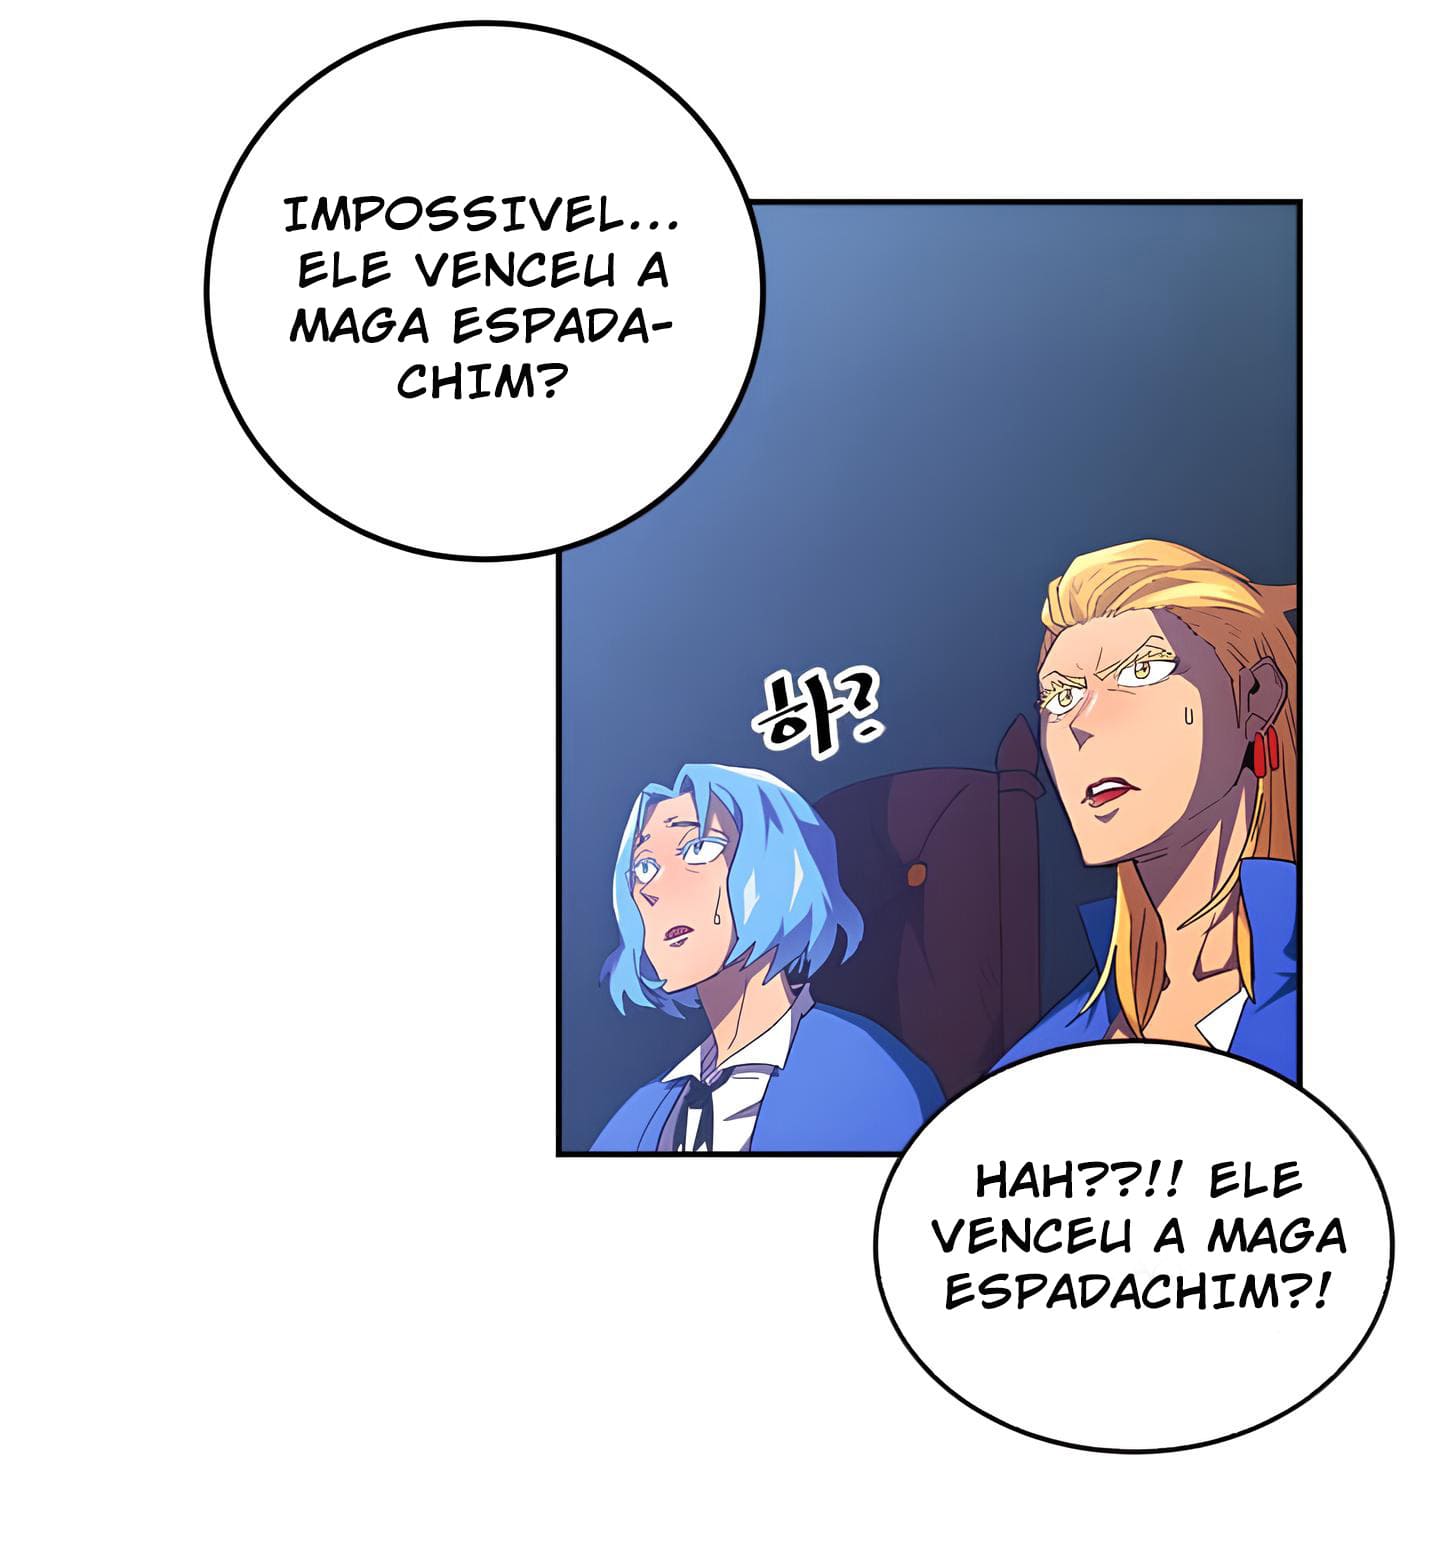 IMPOSSIVEL...
ELE VENCEU A
MAGA ESPADA-
CHIM?
하?
HAH??!! ELE
VENCEU A MAGA
ESPADACHIM?!